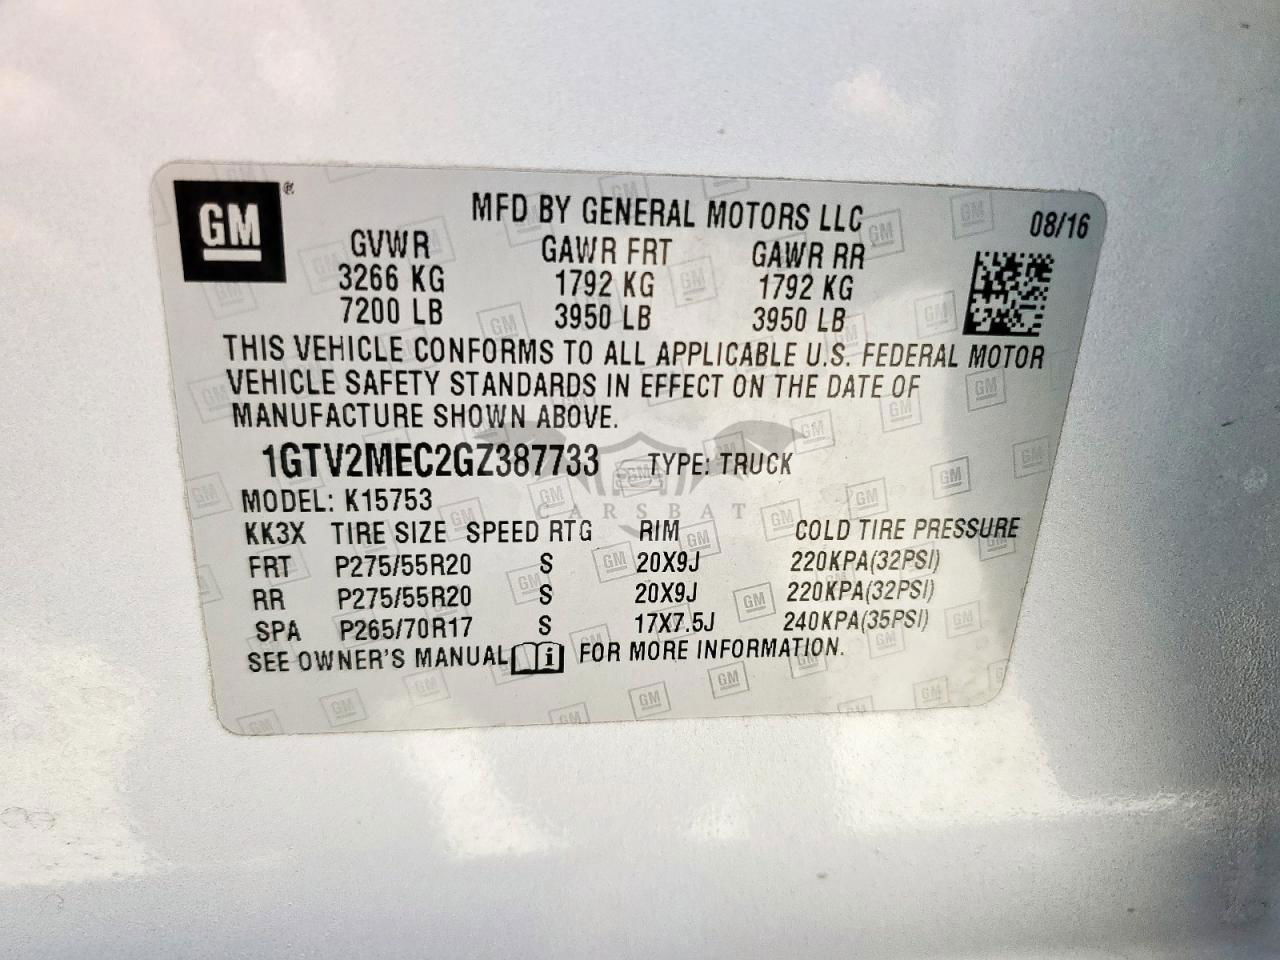 GM
MFD BY GENERAL MOTORS LLC 08/16
GVWR GAWR FRT GAWR RR
3266 KG 1792 KG 1792 KG
7200 LB 3950 LB 3950 LB
THIS VEHICLE CONFORMS TO ALL APPLICABLE U.S. FEDERAL MOTOR
VEHICLE SAFETY STANDARDS IN EFFECT ON THE DATE OF
MANUFACTURE SHOWN ABOVE.
1GTV2MEC2GZ387733 TYPE: TRUCK
MODEL: K15753
CARSBAT
KK3X TIRE SIZE SPEED RTG RIM COLD TIRE PRESSURE
FRT P275/55R20 S 20X9J 220KPA(32PSI)
RR P275/55R20 S 20X9J 220KPA(32PSI)
SPA P265/70R17 S 17X7.5J 240KPA(35PSI)
SEE OWNER'S MANUAL i FOR MORE INFORMATION.